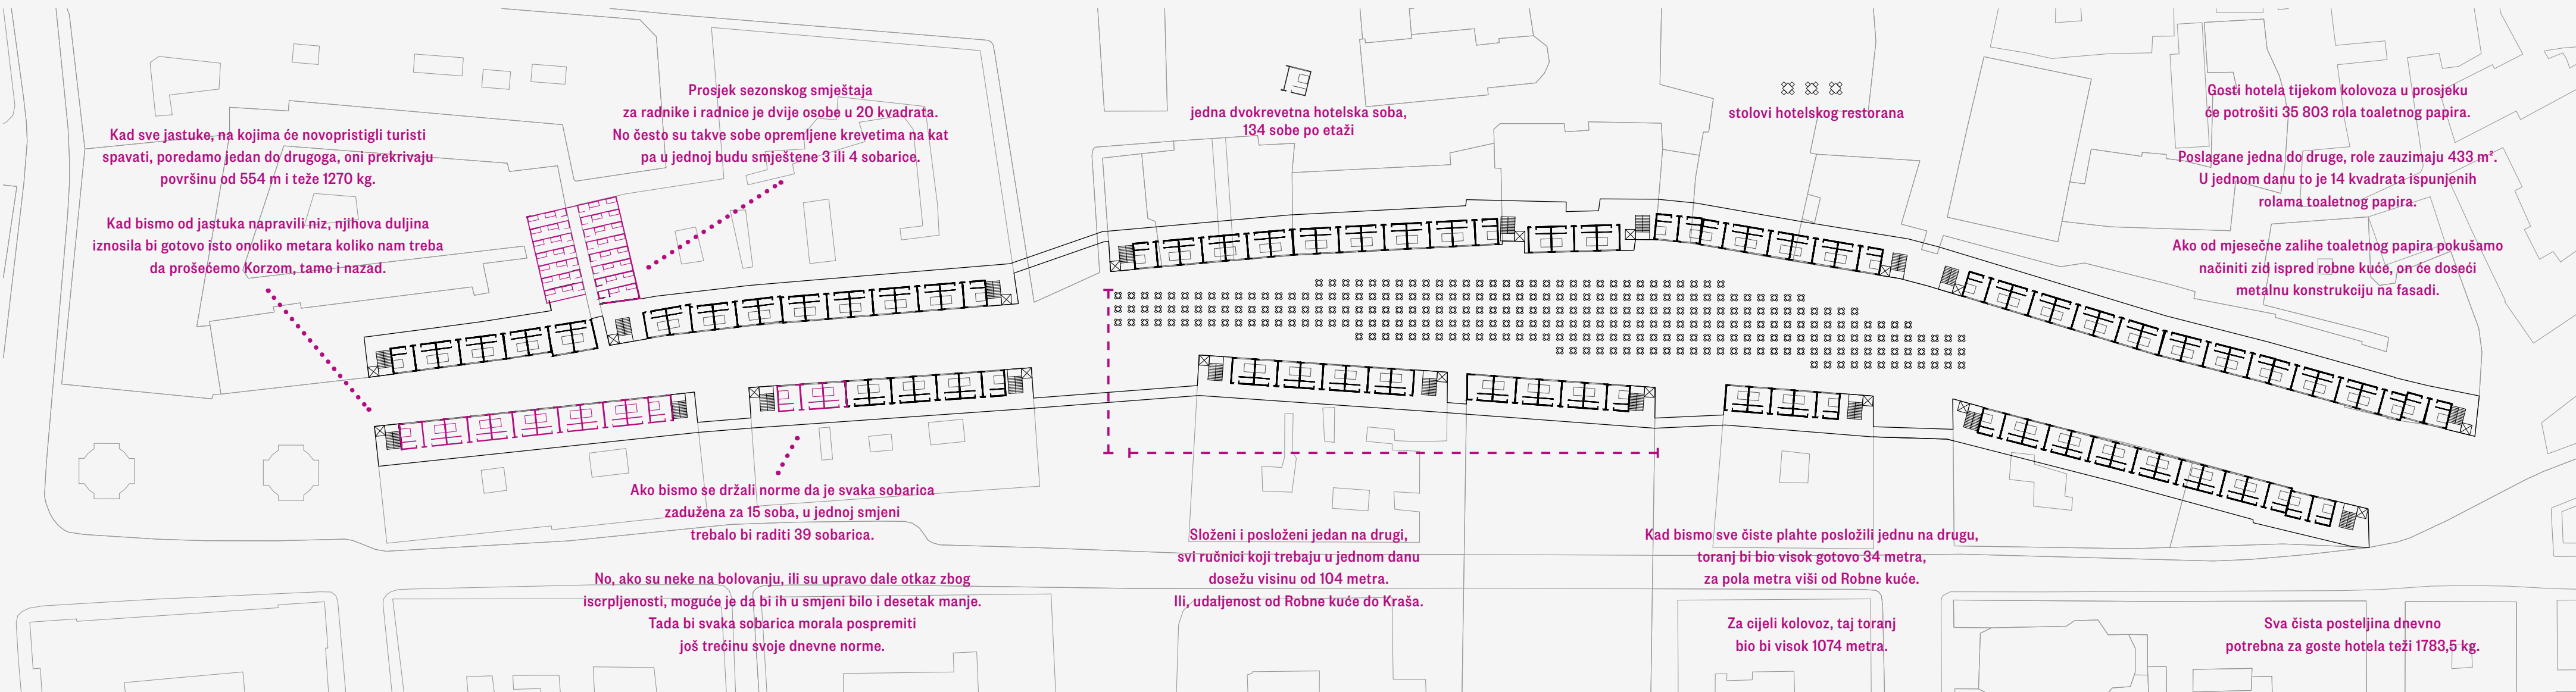 Kad sve jastuke, na kojima će novopristigli turisti
spavati, poredamo jedan do drugoga, oni prekrivaju
površinu od 554 m i teže 1270 kg.
Kad bismo od jastuka napravili niz, njihova duljina
iznosila bi gotovo isto onoliko metara koliko nam treba
da prošećemo Korzom, tamo i nazad.
Prosjek sezonskog smještaja
za radnike i radnice je dvije osobe u 20 kvadrata.
No često su takve sobe opremljene krevetima na kat
pa u jednoj budu smještene 3 ili 4 sobarice.
jedna dvokrevetna hotelska soba,
134 sobe po etaži
stolovi hotelskog restorana
Gosti hotela tijekom kolovoza u prosjeku
će potrošiti 35 803 rola toaletnog papira.
Poslagane jedna do druge, role zauzimaju 433 m².
U jednom danu to je 14 kvadrata ispunjenih
rolama toaletnog papira.
Ako od mjesečne zalihe toaletnog papira pokušamo
načiniti zid ispred robne kuće, on će doseći
metalnu konstrukciju na fasadi.
Ako bismo se držali norme da je svaka sobarica
zadužena za 15 soba, u jednoj smjeni
trebalo bi raditi 39 sobarica.
No, ako su neke na bolovanju, ili su upravo dale otkaz zbog
iscrpljenosti, moguće je da bi ih u smjeni bilo i desetak manje.
Tada bi svaka sobarica morala pospremiti
još trećinu svoje dnevne norme.
Složeni i posloženi jedan na drugi,
svi ručnici koji trebaju u jednom danu
dosežu visinu od 104 metra.
Ili, udaljenost od Robne kuće do Kraša.
Kad bismo sve čiste plahte posložili jednu na drugu,
toranj bi bio visok gotovo 34 metra,
za pola metra viši od Robne kuće.
Za cijeli kolovoz, taj toranj
bio bi visok 1074 metra.
Sva čista posteljina dnevno
potrebna za goste hotela teži 1783,5 kg.